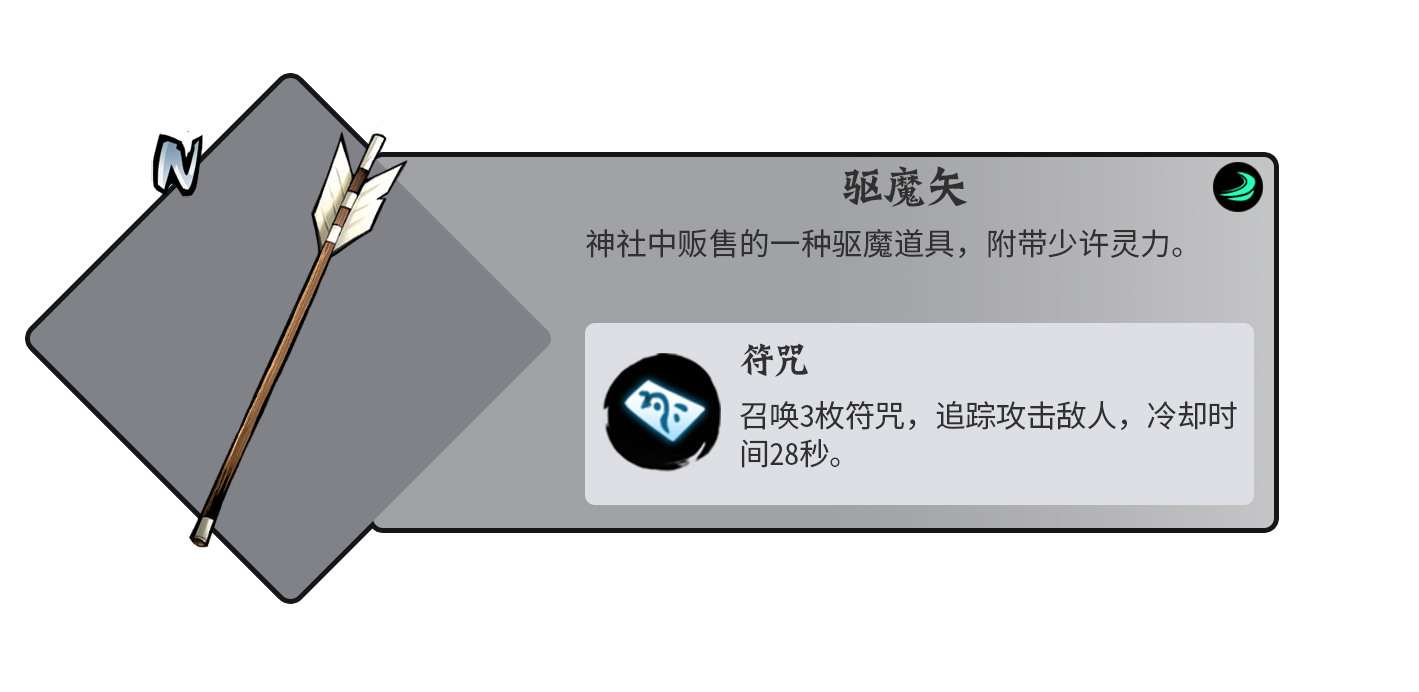 N
驱魔矢
神社中贩售的一种驱魔道具，附带少许灵力。
符咒
召唤3枚符咒，追踪攻击敌人，冷却时
间28秒。